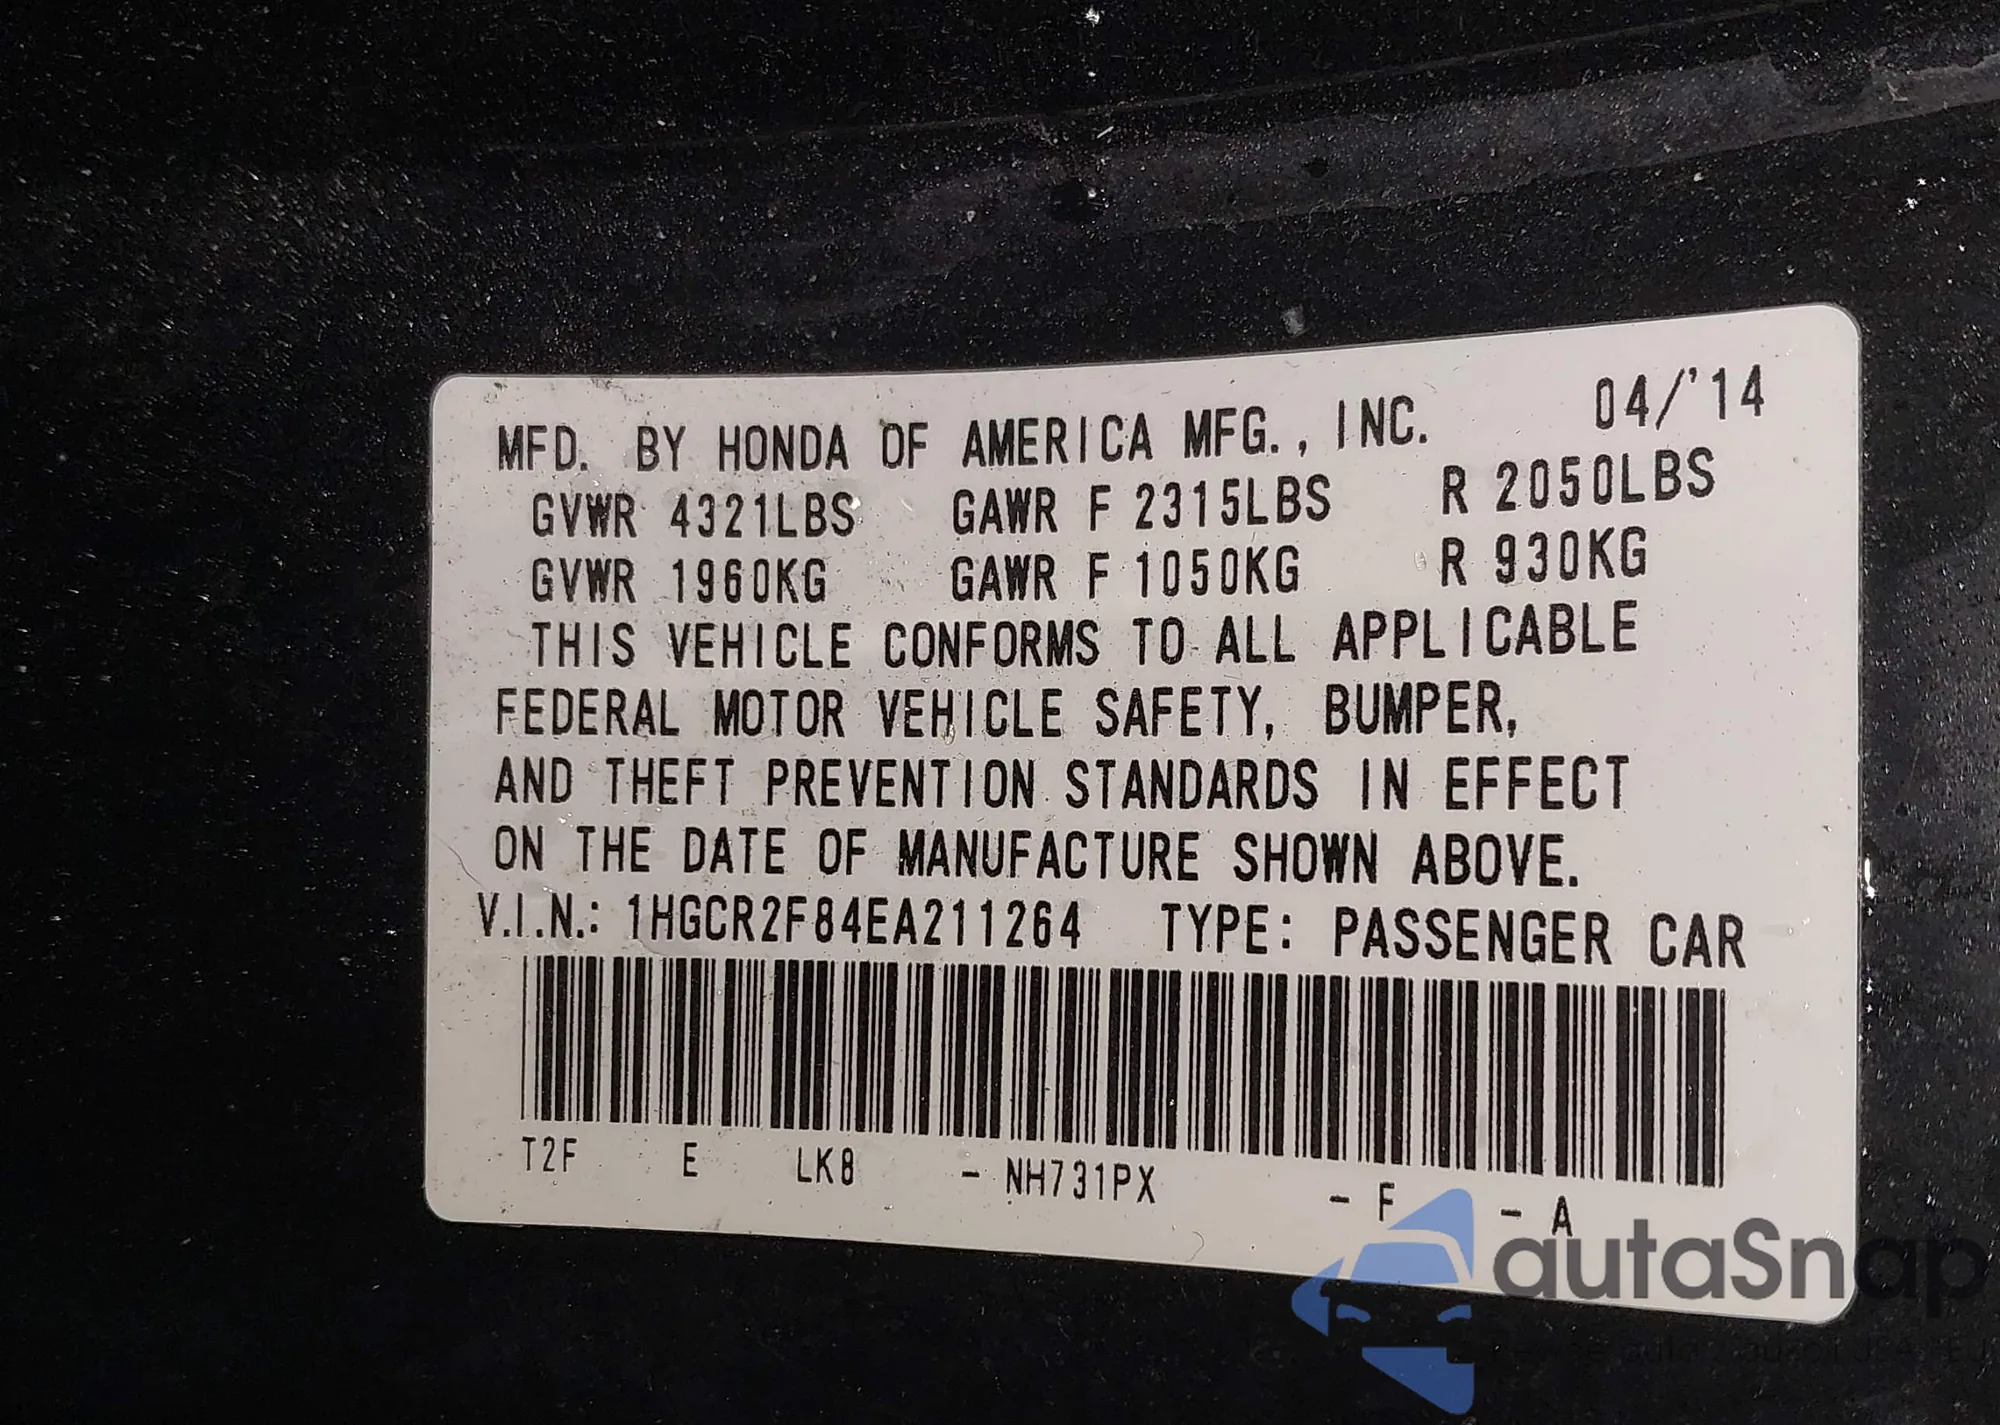 MFD. BY HONDA OF AMERICA MFG., INC. 04/'14
GVWR 4321LBS GAWR F 2315LBS R 2050LBS
GVWR 1960KG GAWR F 1050KG R 930KG
THIS VEHICLE CONFORMS TO ALL APPLICABLE
FEDERAL MOTOR VEHICLE SAFETY, BUMPER,
AND THEFT PREVENTION STANDARDS IN EFFECT
ON THE DATE OF MANUFACTURE SHOWN ABOVE.
V.I.N.: 1HGCR2F84EA211264 TYPE: PASSENGER CAR
T2F E LK8 - NH731PX - F - A
autaSnap